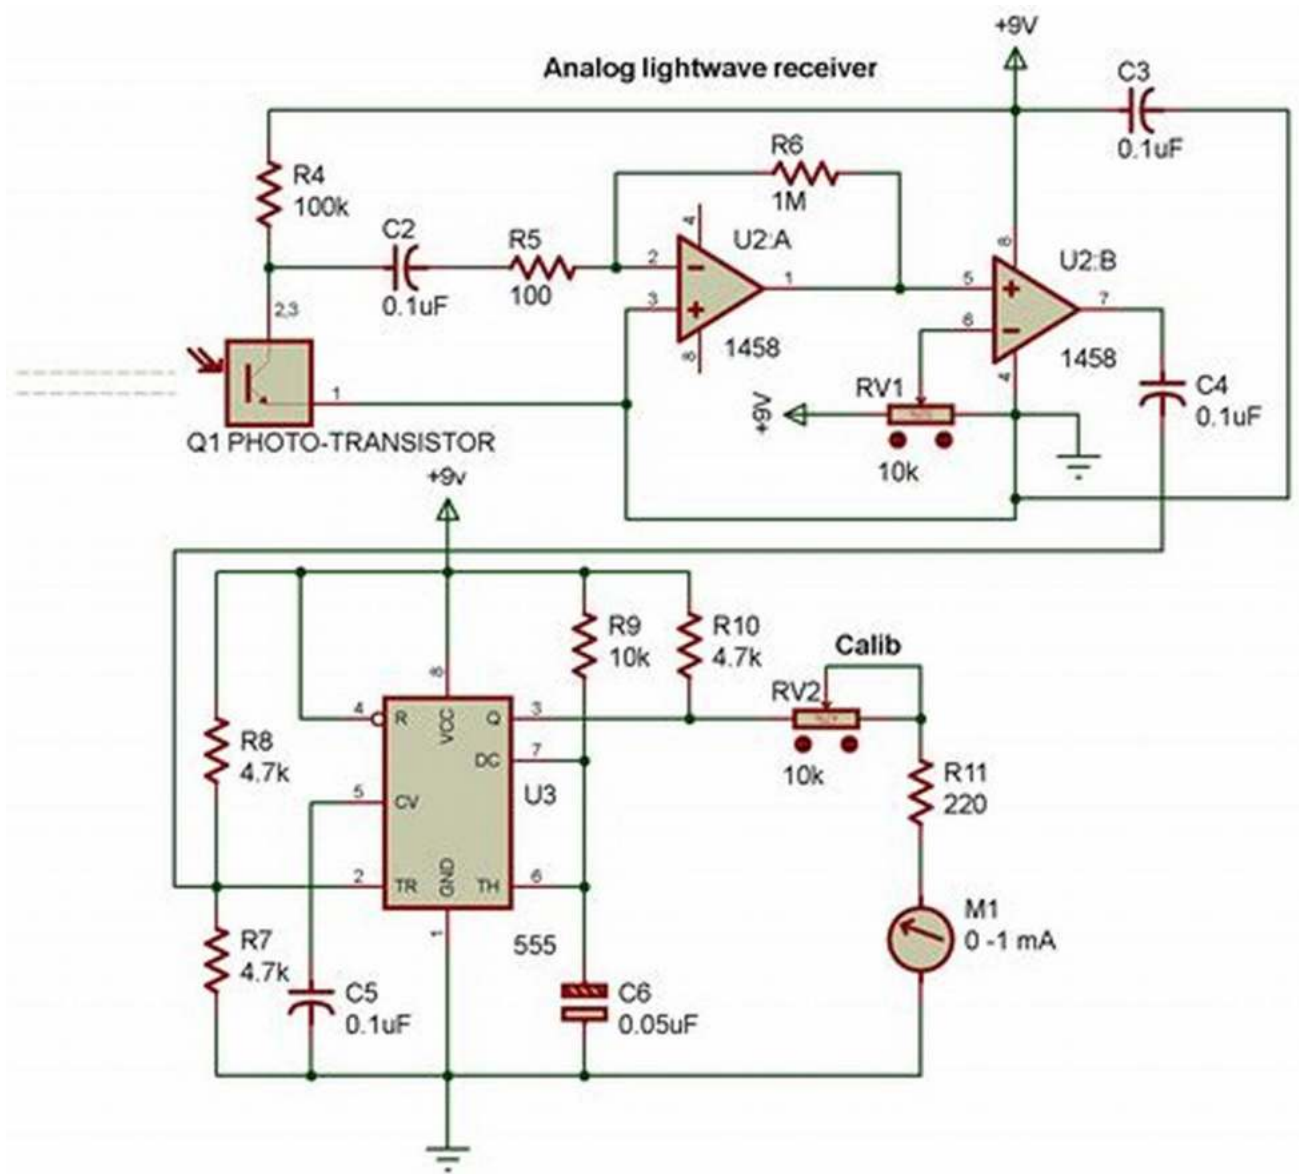 +9V
Analog lightwave receiver
C3
0.1uF
R6
1M
R4
100k
C2
0.1uF
R5
100
4
U2:A
2
3
1
8
1458
8
U2:B
5
6
7
4
1458
2,3
1
Q1 PHOTO-TRANSISTOR
+9V
RV1
10k
C4
0.1uF
+9v
R9
10k
R10
4.7k
Calib
RV2
10k
8
4
R
VCC
Q
3
DC
7
R8
4.7k
5
CV
U3
R11
220
2
TR
GND
TH
6
1
555
R7
4.7k
C5
0.1uF
C6
0.05uF
M1
0 -1 mA